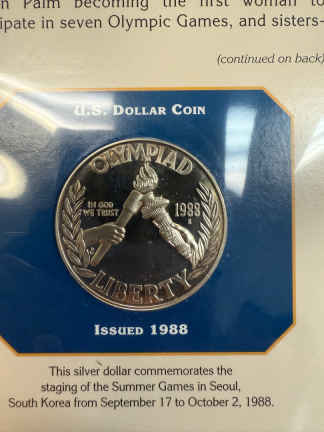 Palm becoming the first woman to
ipate in seven Olympic Games, and sisters-
(continued on back)
U.S. DOLLAR COIN
OLYMPIAD
IN GOD
WE TRUST
1988
S
LIBERTY
ISSUED 1988
This silver dollar commemorates the
staging of the Summer Games in Seoul,
South Korea from September 17 to October 2, 1988.